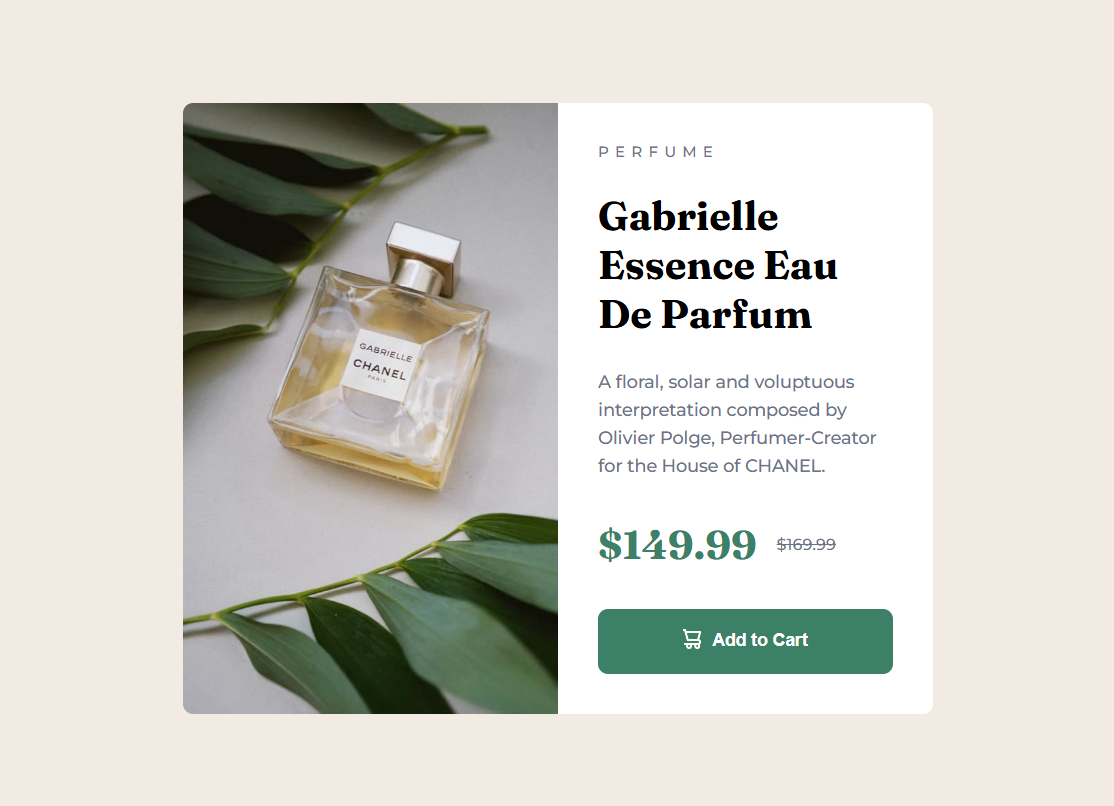 GABRIELLE
CHANEL
PARIS
PERFUME
Gabrielle
Essence Eau
De Parfum
A floral, solar and voluptuous
interpretation composed by
Olivier Polge, Perfumer-Creator
for the House of CHANEL.
$149.99 $169.99
Add to Cart